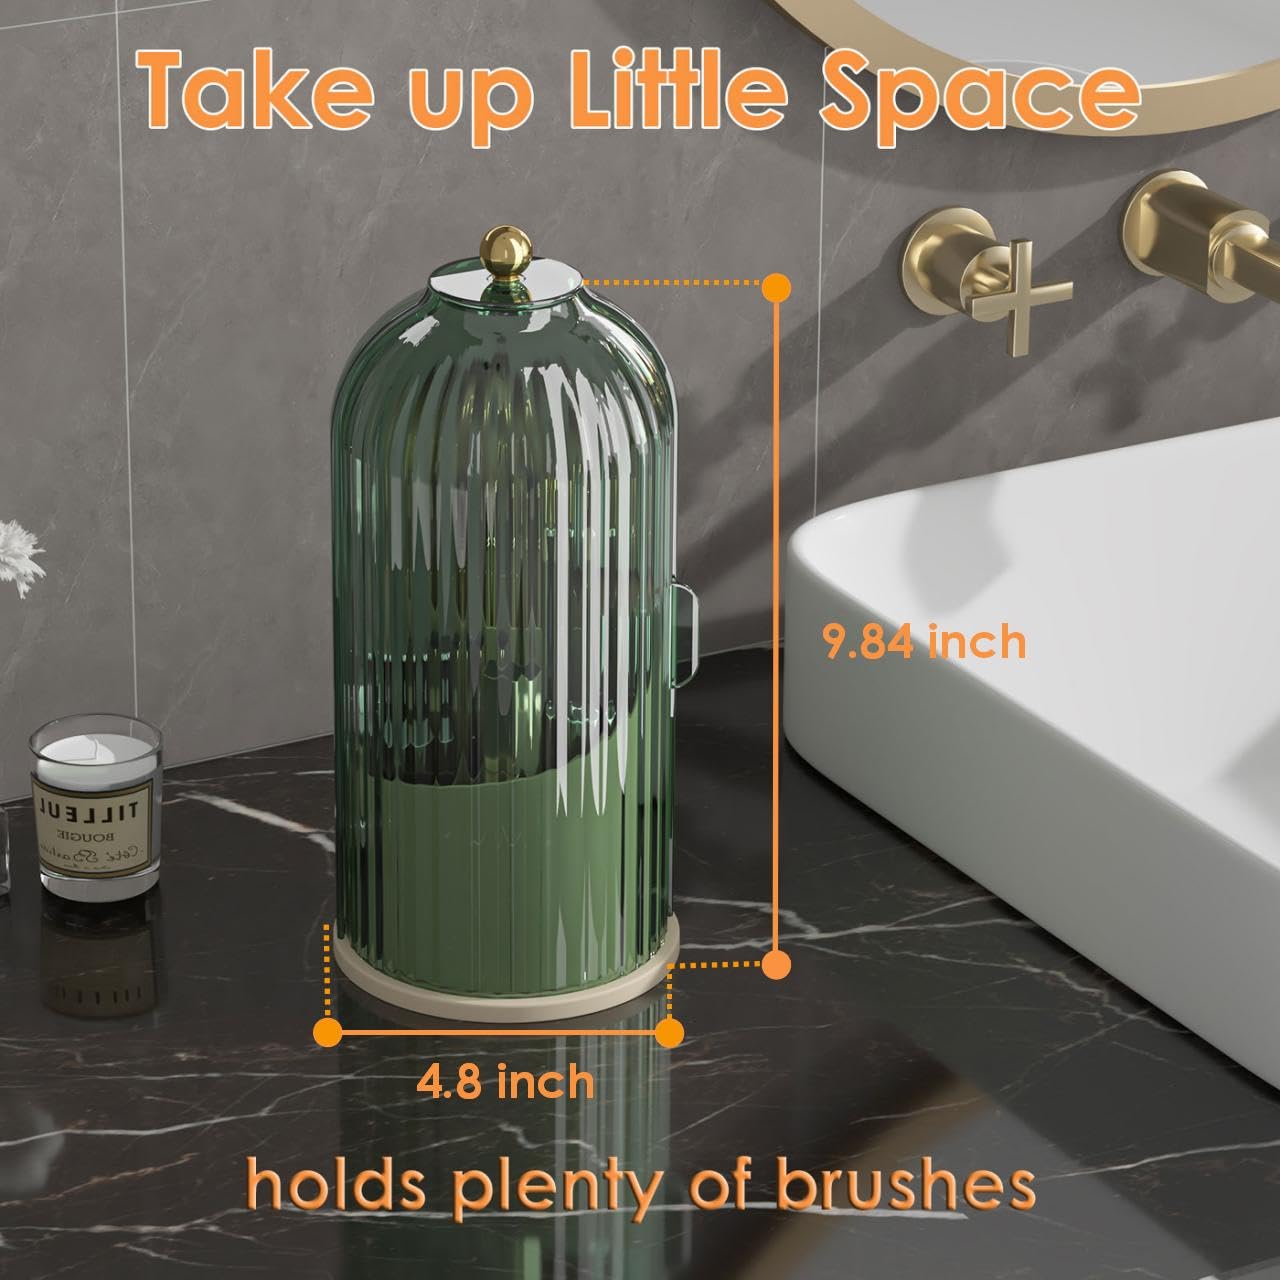 Take up Little Space
9.84 inch
TILLEUL
BOUGIE
4.8 inch
holds plenty of brushes